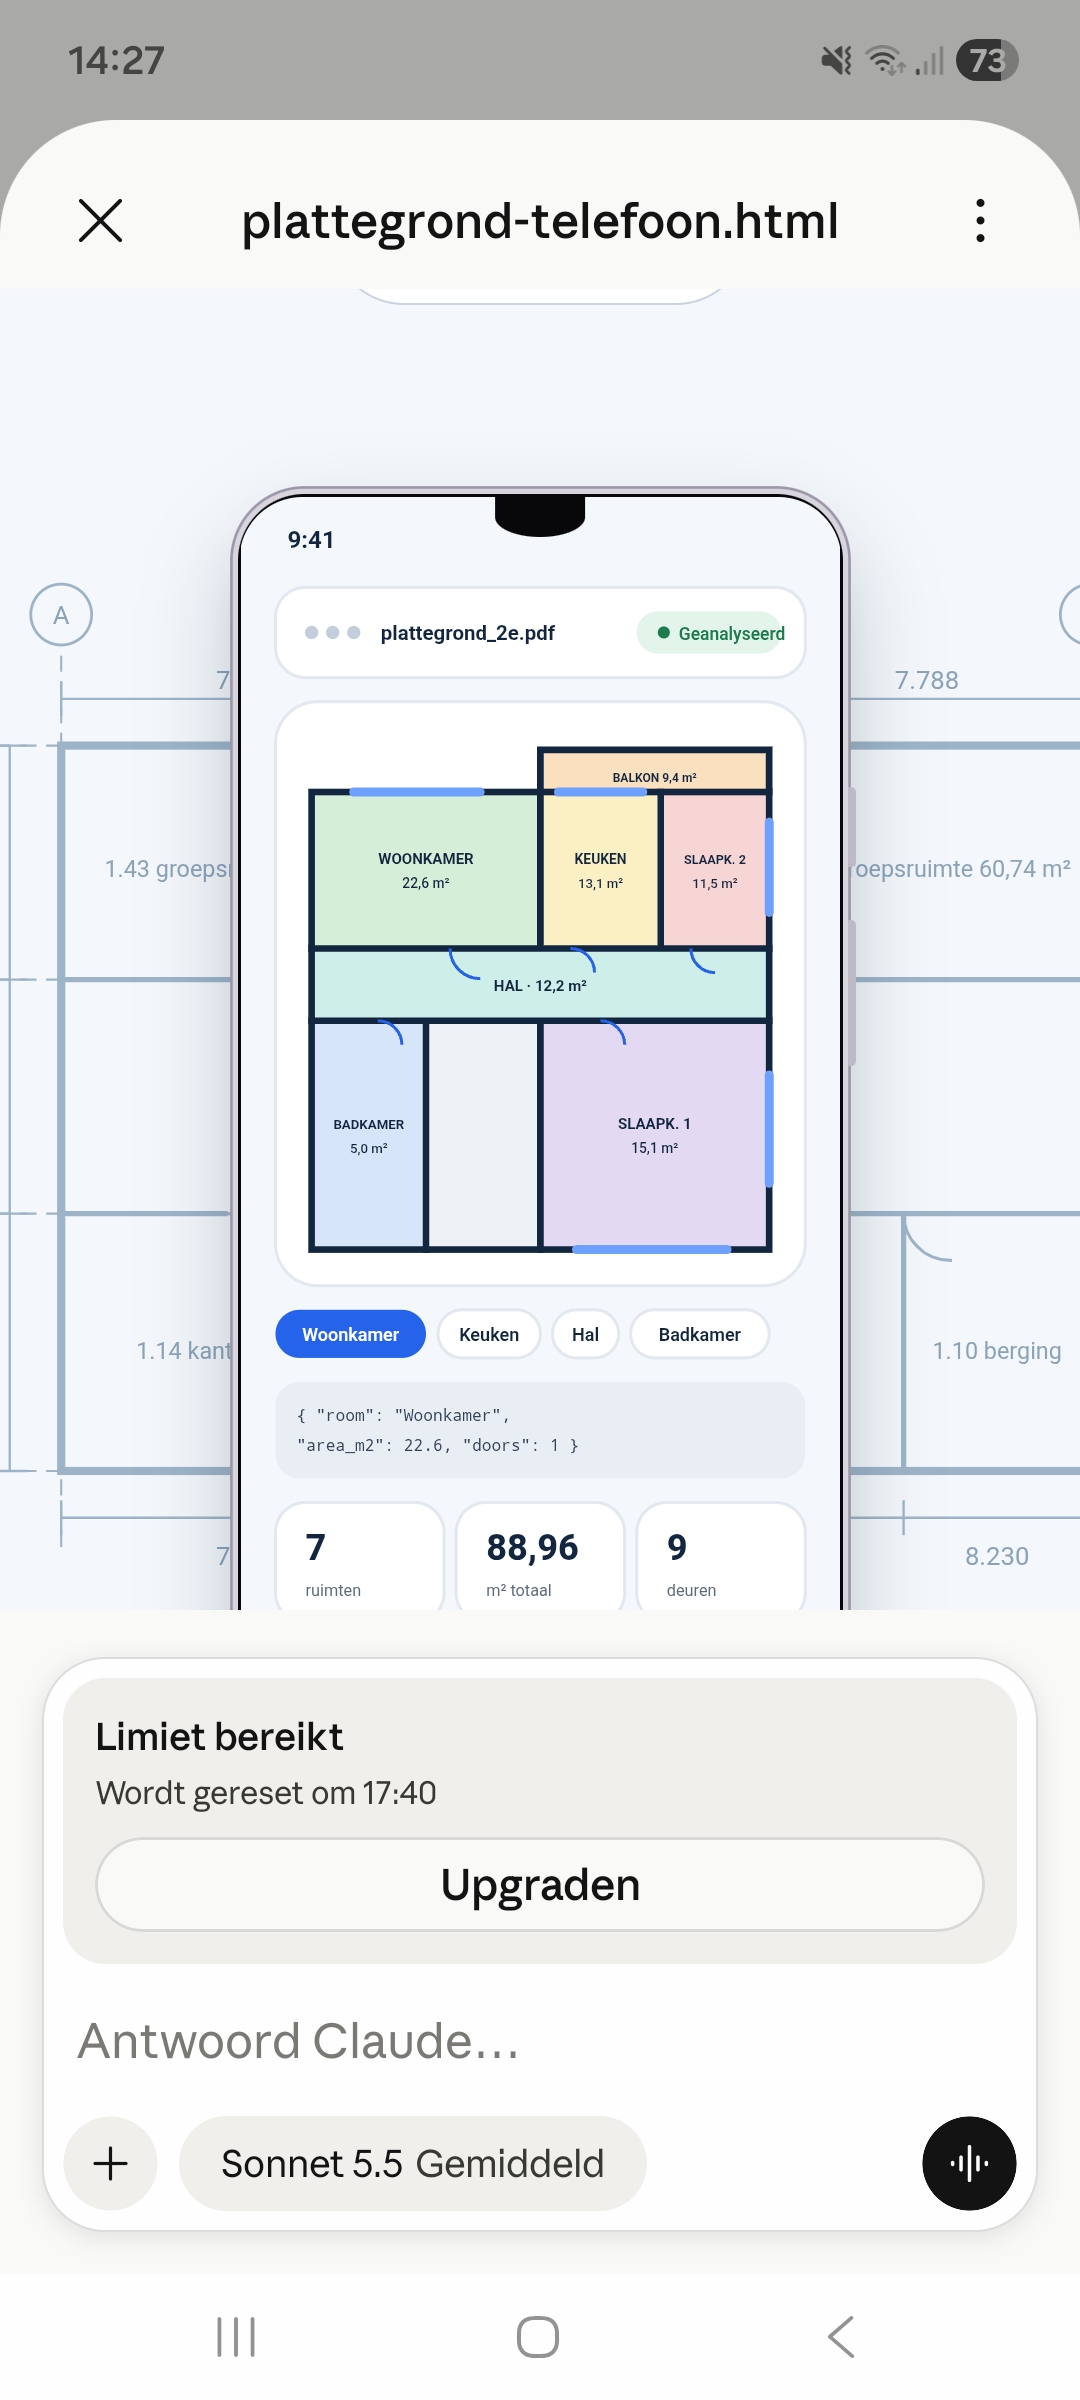 14:27
73
plattegrond-telefoon.html
9:41
A
plattegrond_2e.pdf
Geanalyseerd
7
7.788
BALKON 9,4 m²
1.43 groepsr
WOONKAMER
22,6 m²
KEUKEN
13,1 m²
SLAAPK. 2
11,5 m²
oepsruimte 60,74 m²
HAL · 12,2 m²
BADKAMER
5,0 m²
SLAAPK. 1
15,1 m²
1.14 kant
Woonkamer
Keuken
Hal
Badkamer
1.10 berging
{ "room": "Woonkamer",
"area_m2": 22.6, "doors": 1 }
7
7
ruimten
88,96
m² totaal
9
deuren
8.230
Limiet bereikt
Wordt gereset om 17:40
Upgraden
Antwoord Claude...
Sonnet 5.5 Gemiddeld